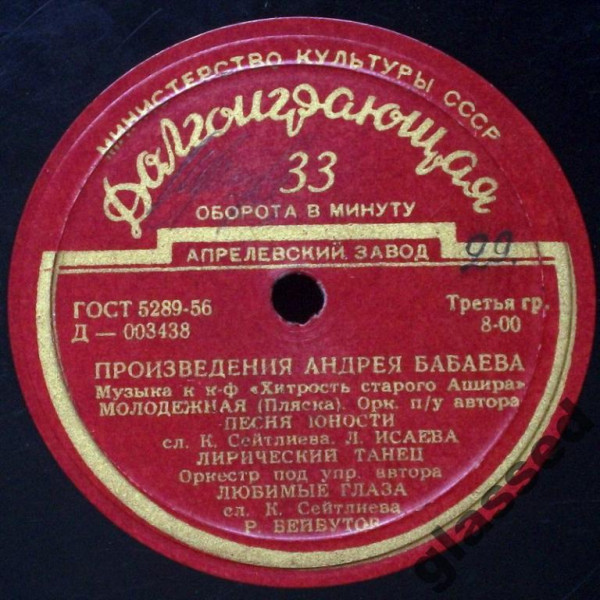 МИНИСТЕРСТВО КУЛЬТУРЫ СССР
Долгоиграющая
33
ОБОРОТА В МИНУТУ
АПРЕЛЕВСКИЙ ЗАВОД
99.
ГОСТ 5289-56
Д — 003438
Третья гр.
8-00
ПРОИЗВЕДЕНИЯ АНДРЕЯ БАБАЕВА
Музыка к к-ф «Хитрость старого Ашира»
МОЛОДЕЖНАЯ (Пляска). Орк. п/у автора
ПЕСНЯ ЮНОСТИ
сл. К. Сейтлиева. Л. ИСАЕВА
ЛИРИЧЕСКИЙ ТАНЕЦ
Оркестр под упр. автора
ЛЮБИМЫЕ ГЛАЗА
сл. К. Сейтлиева
Р. БЕЙБУТОВ
glassed